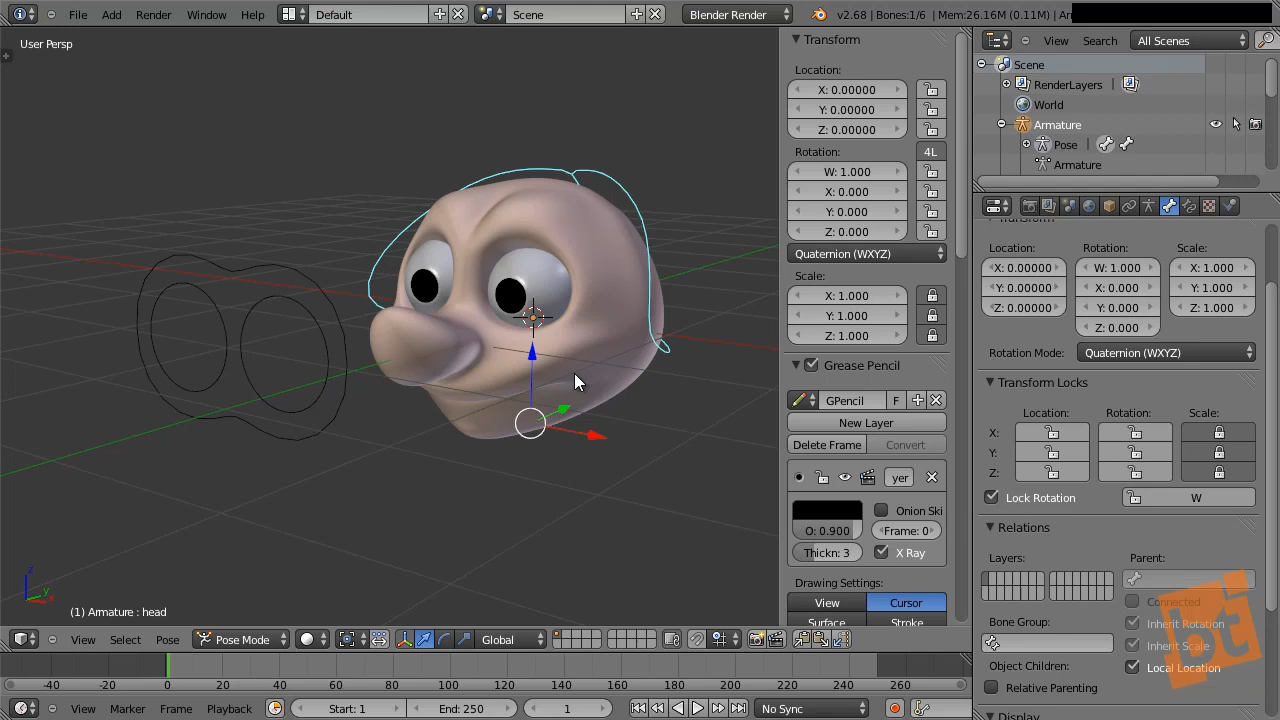 File Add Render Window Help Default Scene Blender Render v2.68 | Bones:1/6 | Mem:26.16M (0.11M) | Ar
User Persp
Transform
Location:
X: 0.00000
Y: 0.00000
Z: 0.00000
Rotation:
4L
W: 1.000
X: 0.000
Y: 0.000
Z: 0.000
Quaternion (WXYZ)
Scale:
X: 1.000
Y: 1.000
Z: 1.000
Grease Pencil
GPencil F
New Layer
Delete Frame Convert
yer
Onion Ski
O: 0.900 Frame: 0
Thickn: 3 X Ray
Drawing Settings:
View Cursor
Surface Stroke
View Search All Scenes
Scene
RenderLayers |
World
Armature
Pose |
Armature
Transform
Location: Rotation: Scale:
X: 0.00000 W: 1.000 X: 1.000
Y: 0.00000 X: 0.000 Y: 1.000
Z: 0.00000 Y: 0.000 Z: 1.000
Z: 0.000
Rotation Mode: Quaternion (WXYZ)
Transform Locks
Location: Rotation: Scale:
X:
Y:
Z:
Lock Rotation W
Relations
Layers: Parent:
Connected
Bone Group: Inherit Rotation
Inherit Scale
Object Children: Local Location
Relative Parenting
Display
bt
z
y
x
(1) Armature : head
View Select Pose Pose Mode Global
-40 -20 0 20 40 60 80 100 120 140 160 180 200 220 240 260
View Marker Frame Playback Start: 1 End: 250 1 No Sync